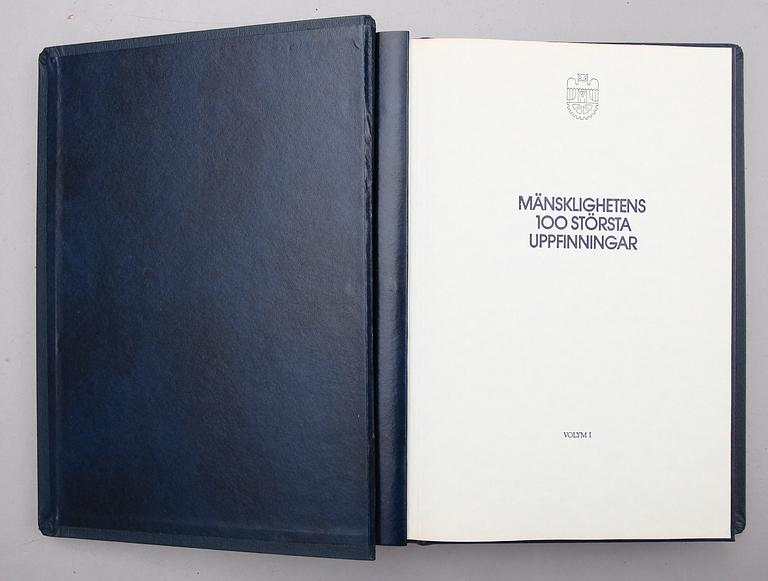 MÄNSKLIGHETENS
100 STÖRSTA
UPPFINNINGAR
VOLYM I